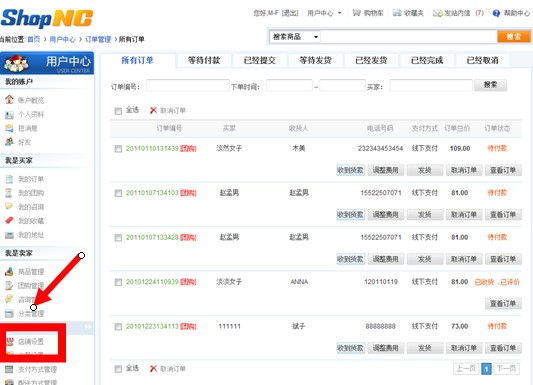 ShopNC
您好,M-F [退出] 用户中心 购物车 收藏夹 发站内信 (7) 帮助中心
当前位置: 首页 > 用户中心 > 订单管理 > 所有订单
搜索商品 搜索
用户中心
USER CENTER
所有订单 等待付款 已经提交 等待发货 已经发货 已经完成 已经取消
我的账户
账户概览
个人资料
短消息
好友
我是买家
我的订单
我的团购
我的咨询
我的收藏
我的地址
我是卖家
商品管理
团购管理
咨询管理
分类管理
店铺设置
支付方式管理
配送方式管理
订单编号: 下单时间: – 买家: 搜索
全选 取消订单
订单编号 买家 收货人 电话号码 支付方式 订单总价 订单状态
20110110131439 [团购] 淡然女子 木美 232343453454 线下支付 109.00 待付款
收到货款 调整费用 发货 取消订单 查看订单
20110107134103 [团购] 赵孟男 赵孟男 15522507071 线下支付 81.00 待付款
收到货款 调整费用 发货 取消订单 查看订单
20110107133428 [团购] 赵孟男 赵孟男 15522507071 线下支付 81.00 待付款
收到货款 调整费用 发货 取消订单 查看订单
20101224110939 [团购] 淡淡女子 ANNA 120110119 线下支付 81.00 已收货，已评价
查看订单
20101223134113 [团购] 111111 斌子 88888888 线下支付 73.00 待付款
收到货款 调整费用 发货 取消订单 查看订单
全选 取消订单
上一页 1 下一页